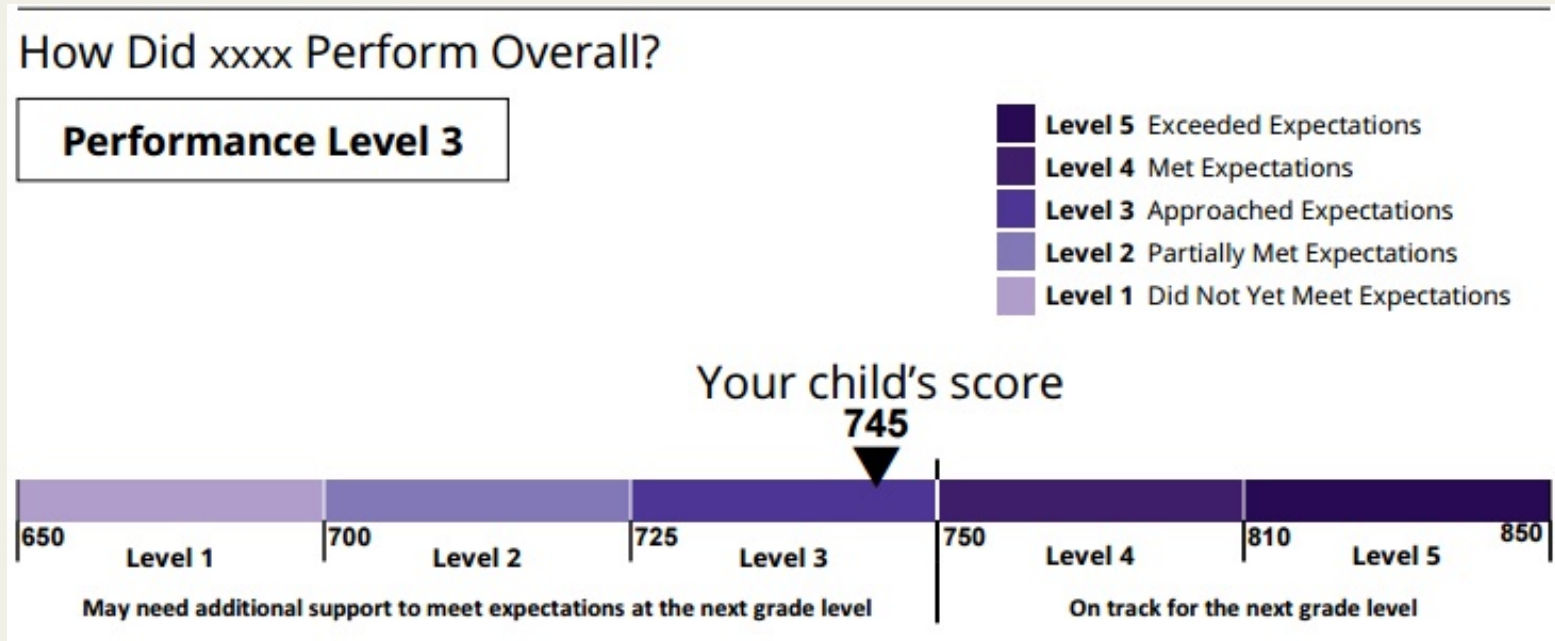 How Did xxxx Perform Overall?
Performance Level 3
Level 5 Exceeded Expectations
Level 4 Met Expectations
Level 3 Approached Expectations
Level 2 Partially Met Expectations
Level 1 Did Not Yet Meet Expectations
Your child's score
745
650 700 725 750 810 850
Level 1 Level 2 Level 3 Level 4 Level 5
May need additional support to meet expectations at the next grade level On track for the next grade level